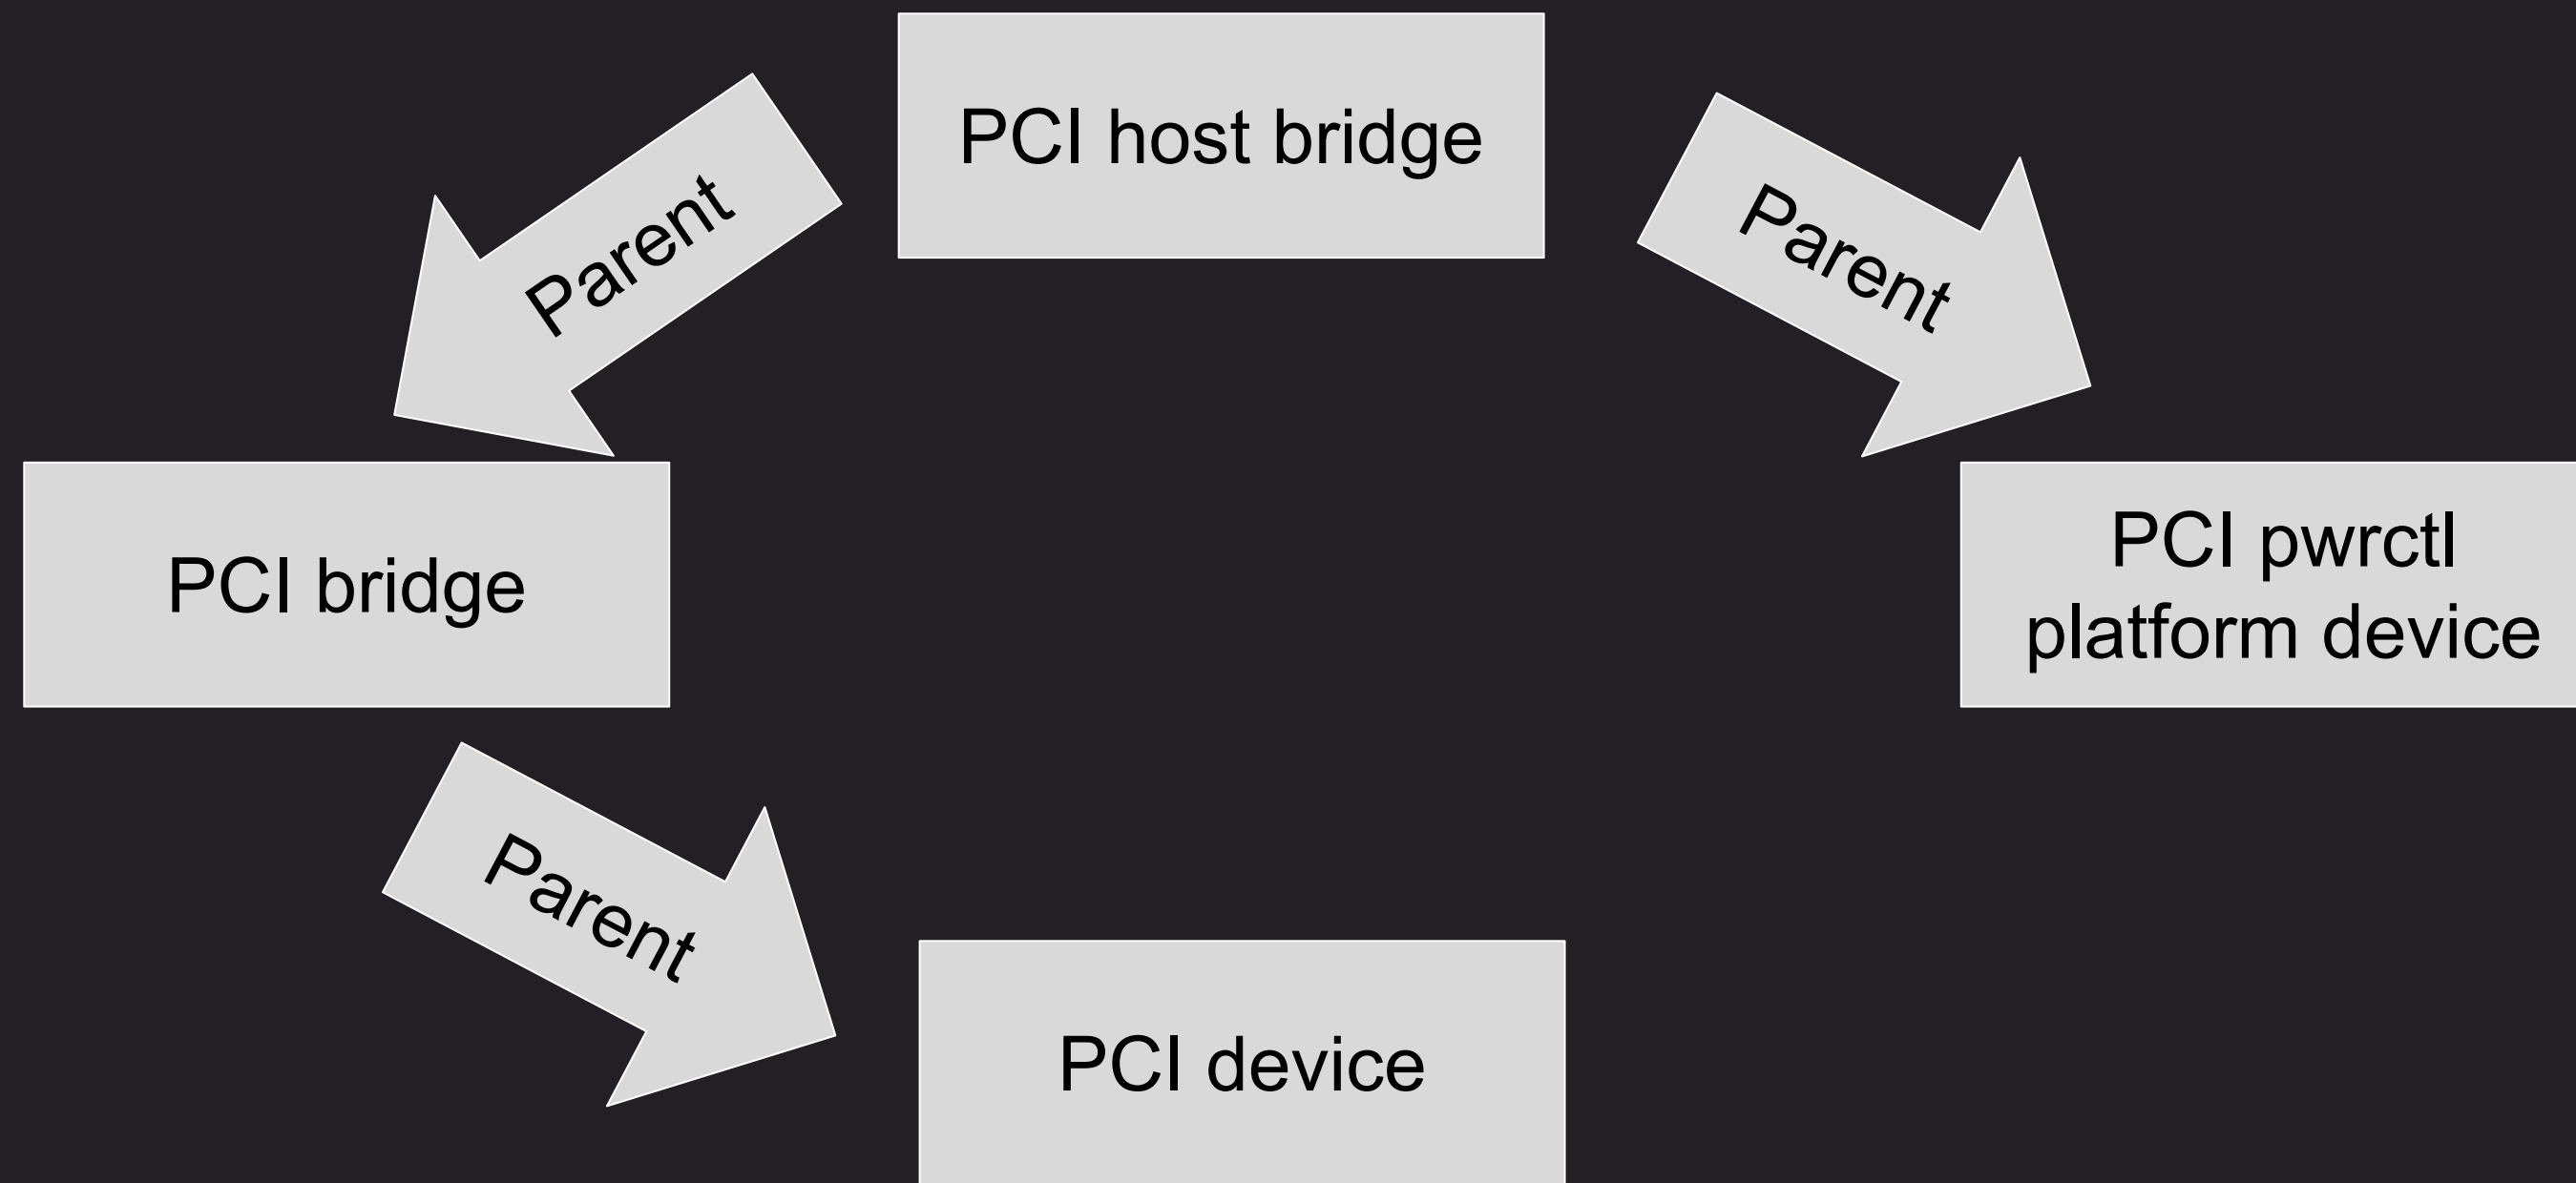 PCI host bridge
Parent
Parent
PCI bridge
PCI pwrctl
platform device
Parent
PCI device